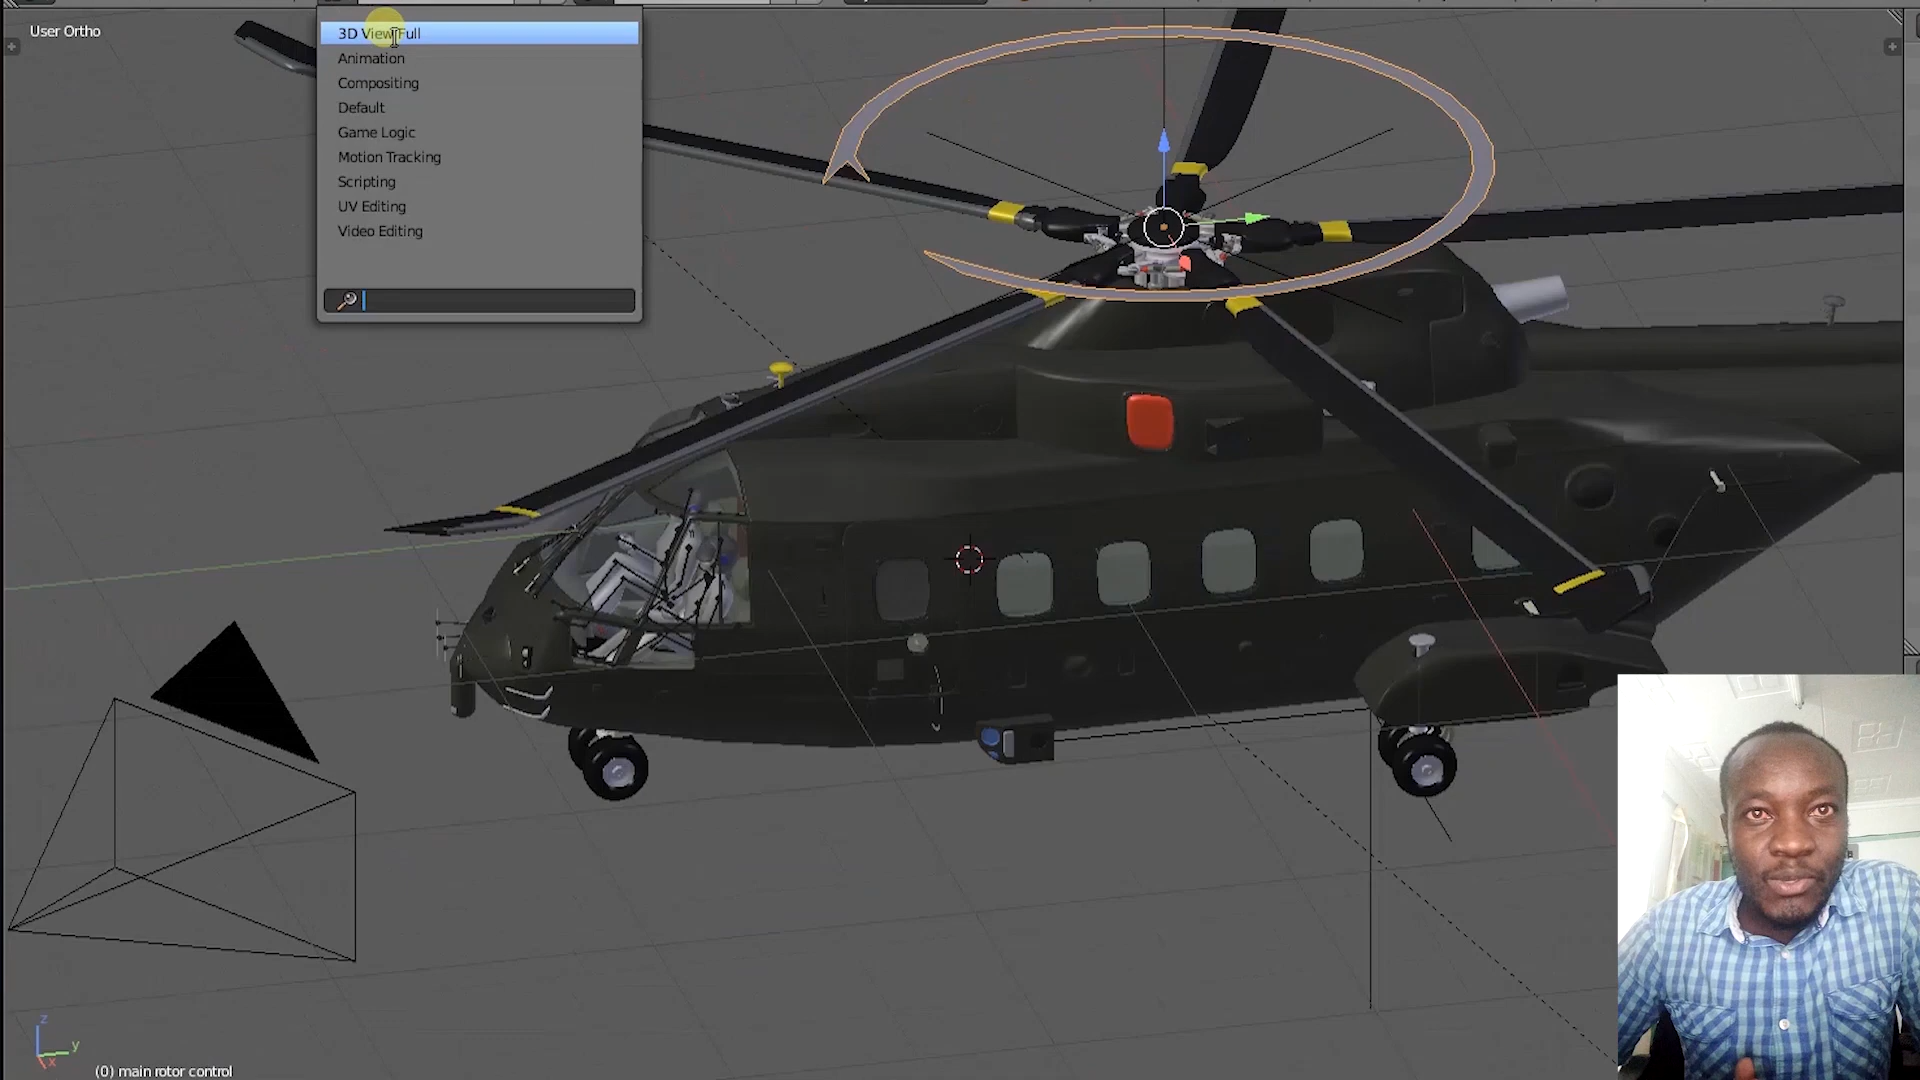 User Ortho
3D View Full
Animation
Compositing
Default
Game Logic
Motion Tracking
Scripting
UV Editing
Video Editing
z
y
x
(0) main rotor control